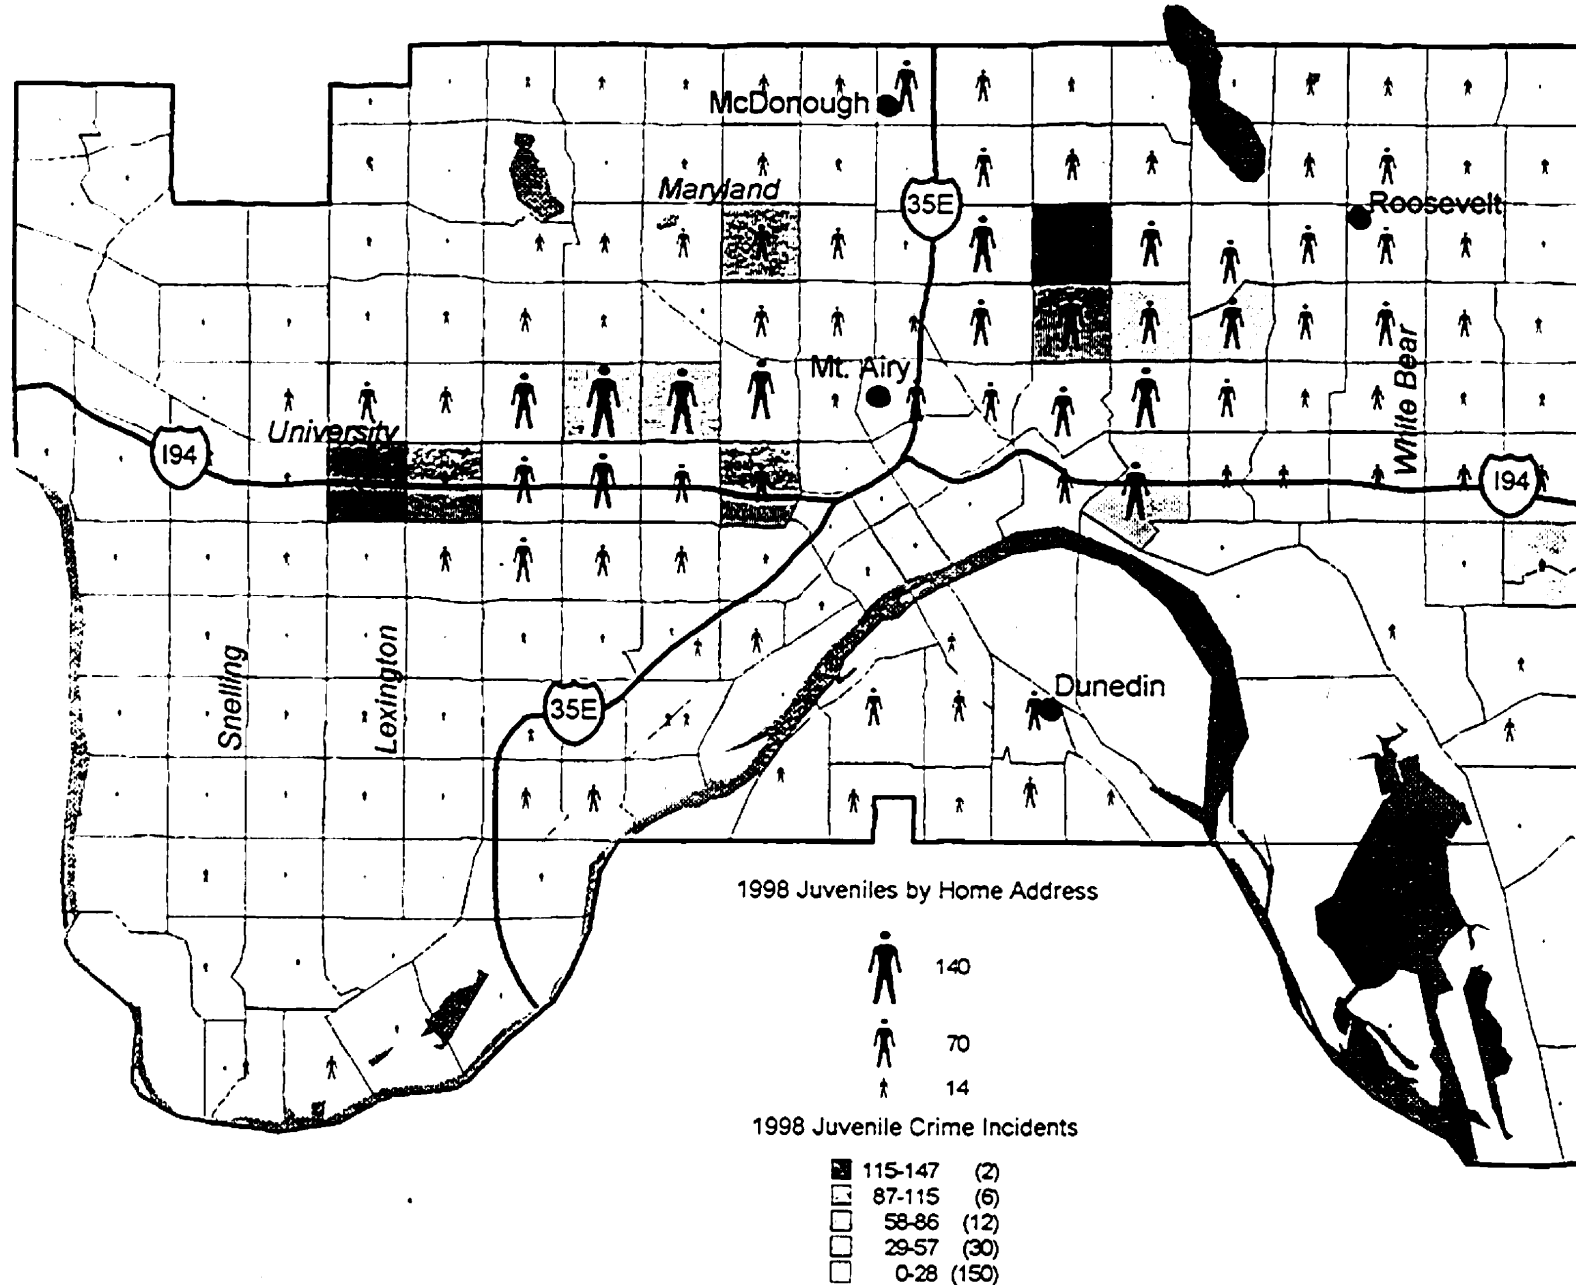 McDonough
Maryland
35E
Roosevelt
Mt. Airy
White Bear
University
194
194
Snelling
Lexington
35E
Dunedin
1998 Juveniles by Home Address
140
70
14
1998 Juvenile Crime Incidents
115-147 (2)
87-115 (6)
58-86 (12)
29-57 (30)
0-28 (150)